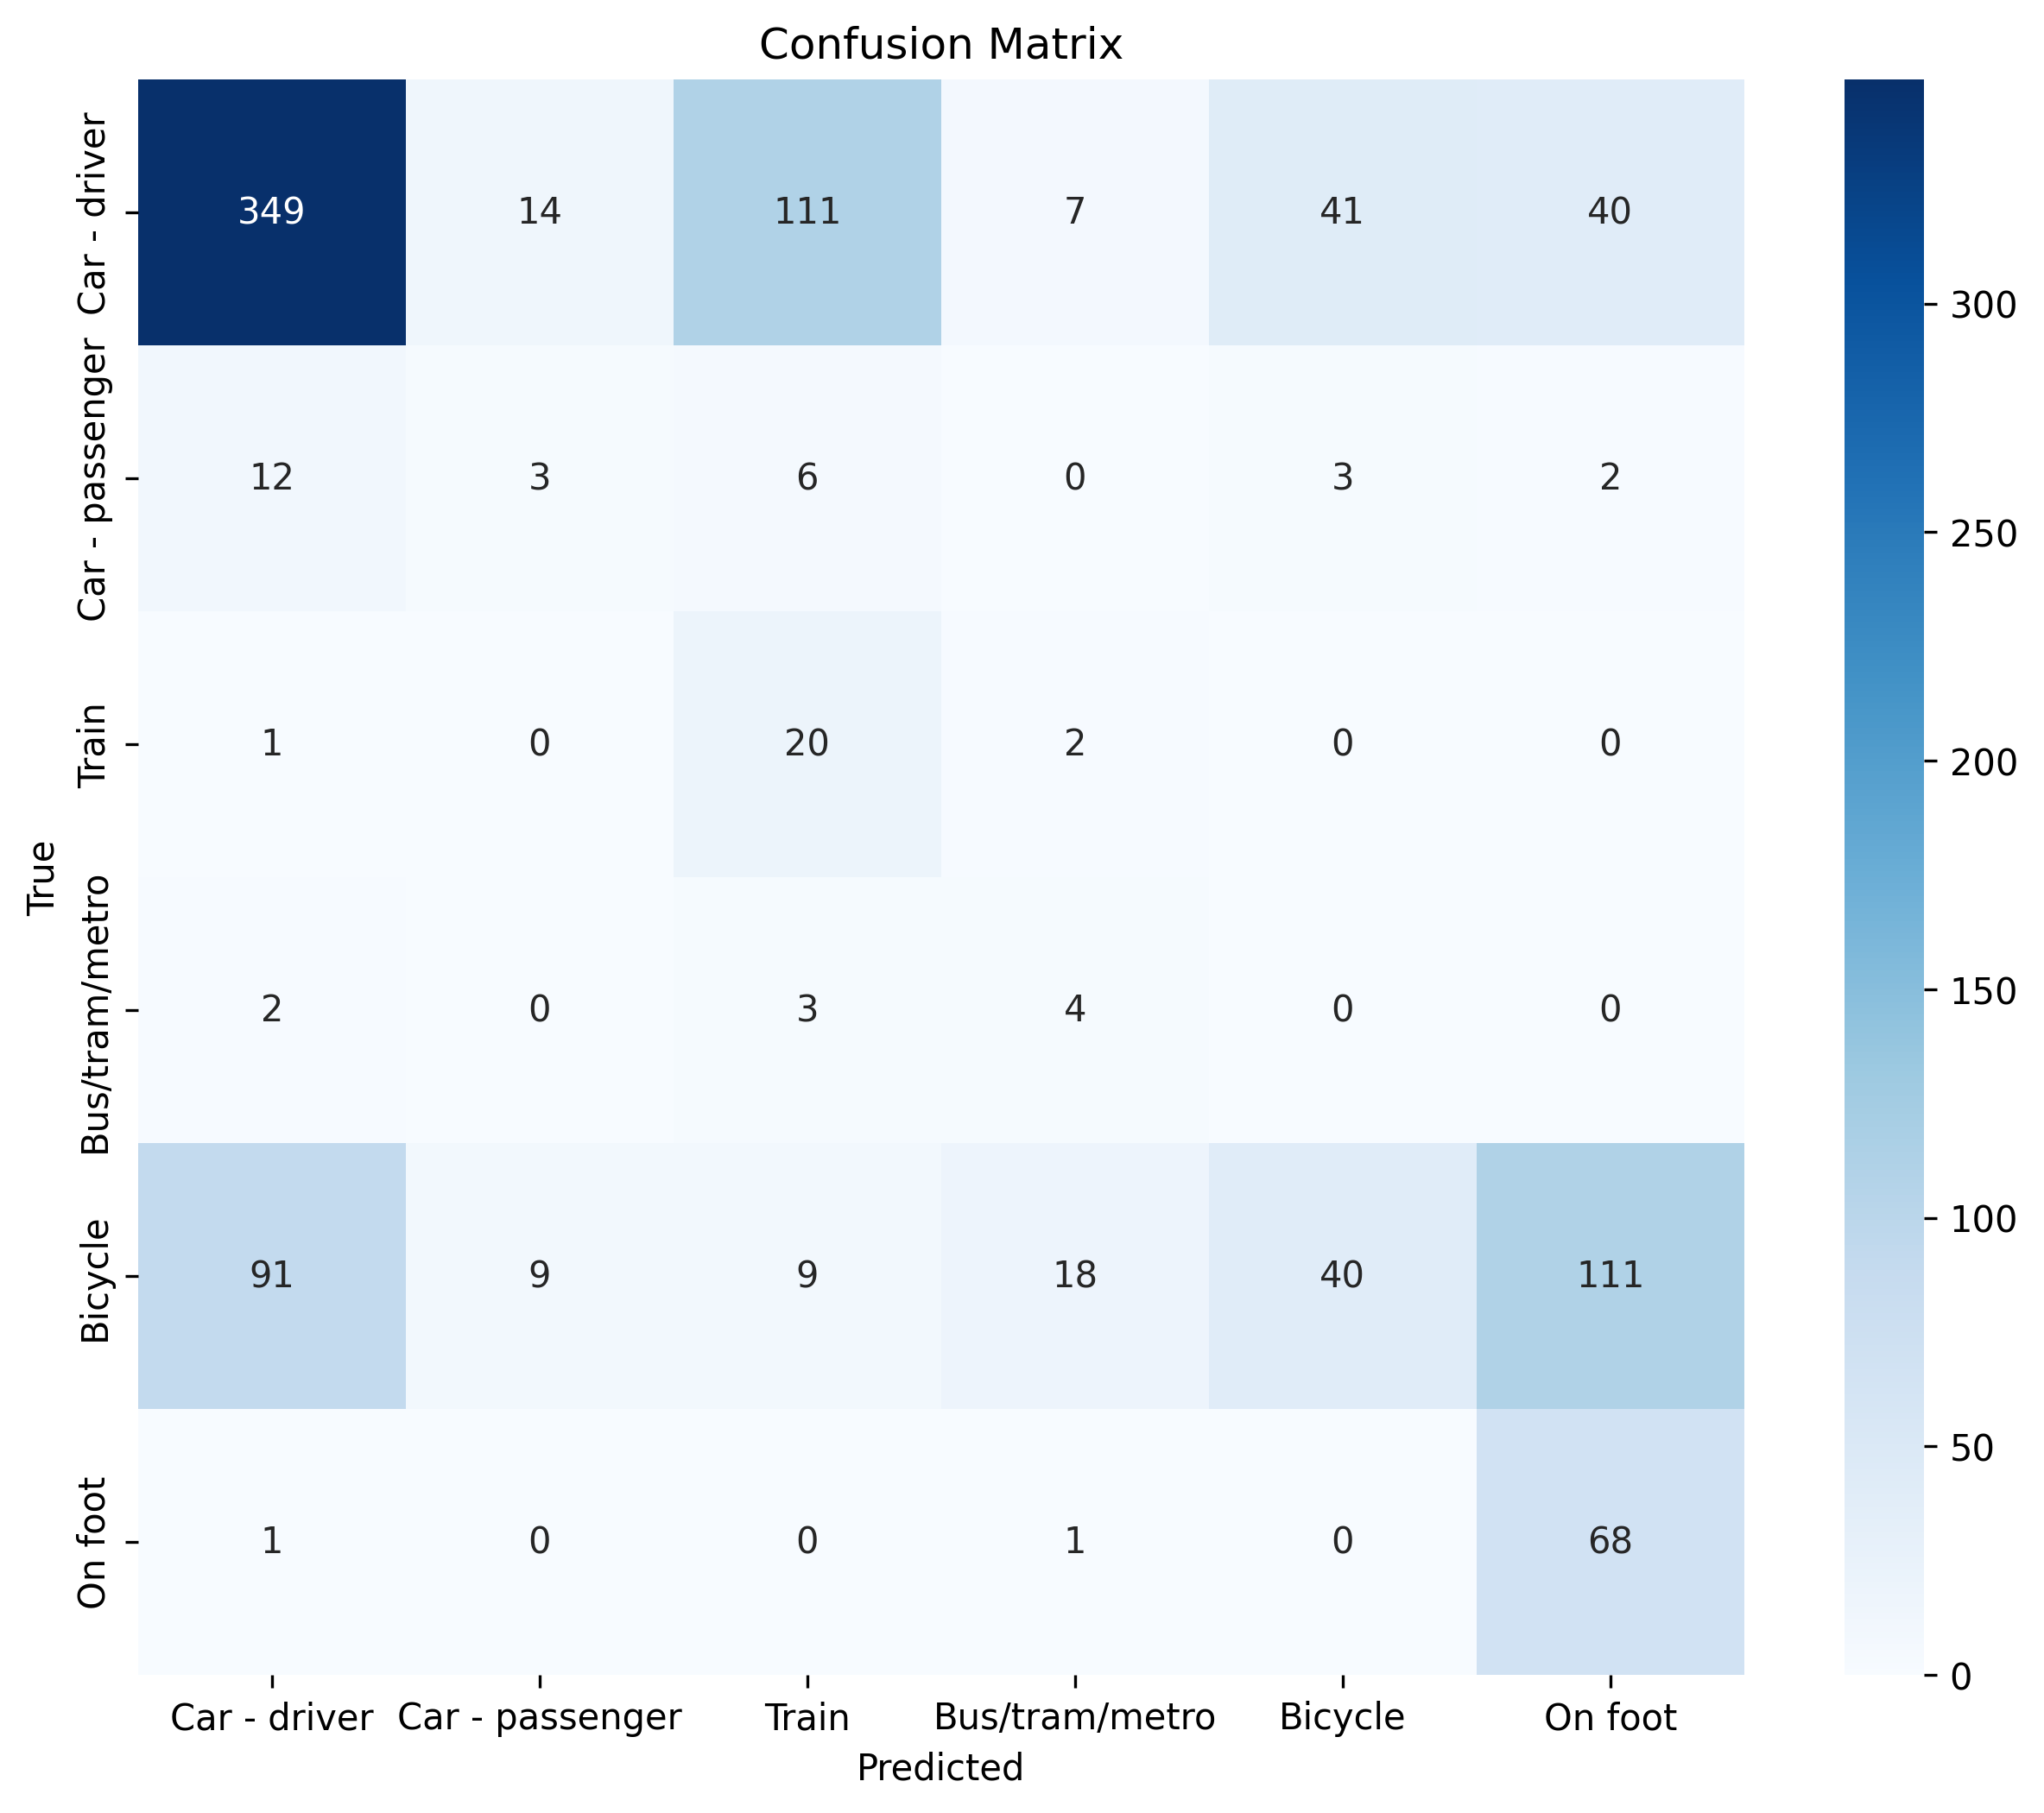 Confusion Matrix
True
Car - driver
349 14 111 7 41 40
Car - passenger
12 3 6 0 3 2
Train
1 0 20 2 0 0
Bus/tram/metro
2 0 3 4 0 0
Bicycle
91 9 9 18 40 111
On foot
1 0 0 1 0 68
Car - driver Car - passenger Train Bus/tram/metro Bicycle On foot
Predicted
300
250
200
150
100
50
0